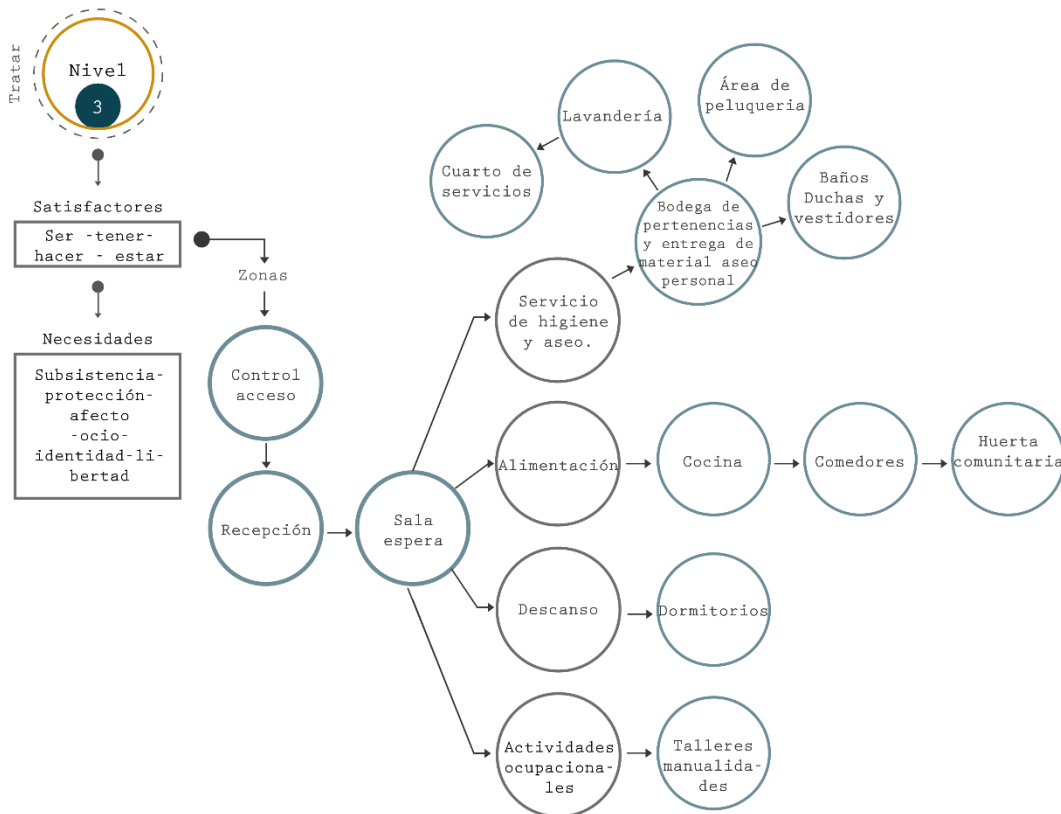 Tratar
Nivel
3
Satisfactores
Ser -tener-
hacer - estar
Necesidades
Subsistencia-
protección-
afecto
-ocio-
identidad-li-
bertad
Zonas
Control
acceso
Recepción
Sala
espera
Servicio
de higiene
y aseo.
Bodega de
pertenencias
y entrega de
material aseo
personal
Lavandería
Cuarto de
servicios
Área de
peluqueria
Baños
Duchas y
vestidores
Alimentación
Cocina
Comedores
Huerta
comunitaria
Descanso
Dormitorios
Actividades
ocupaciona-
les
Talleres
manualida-
des